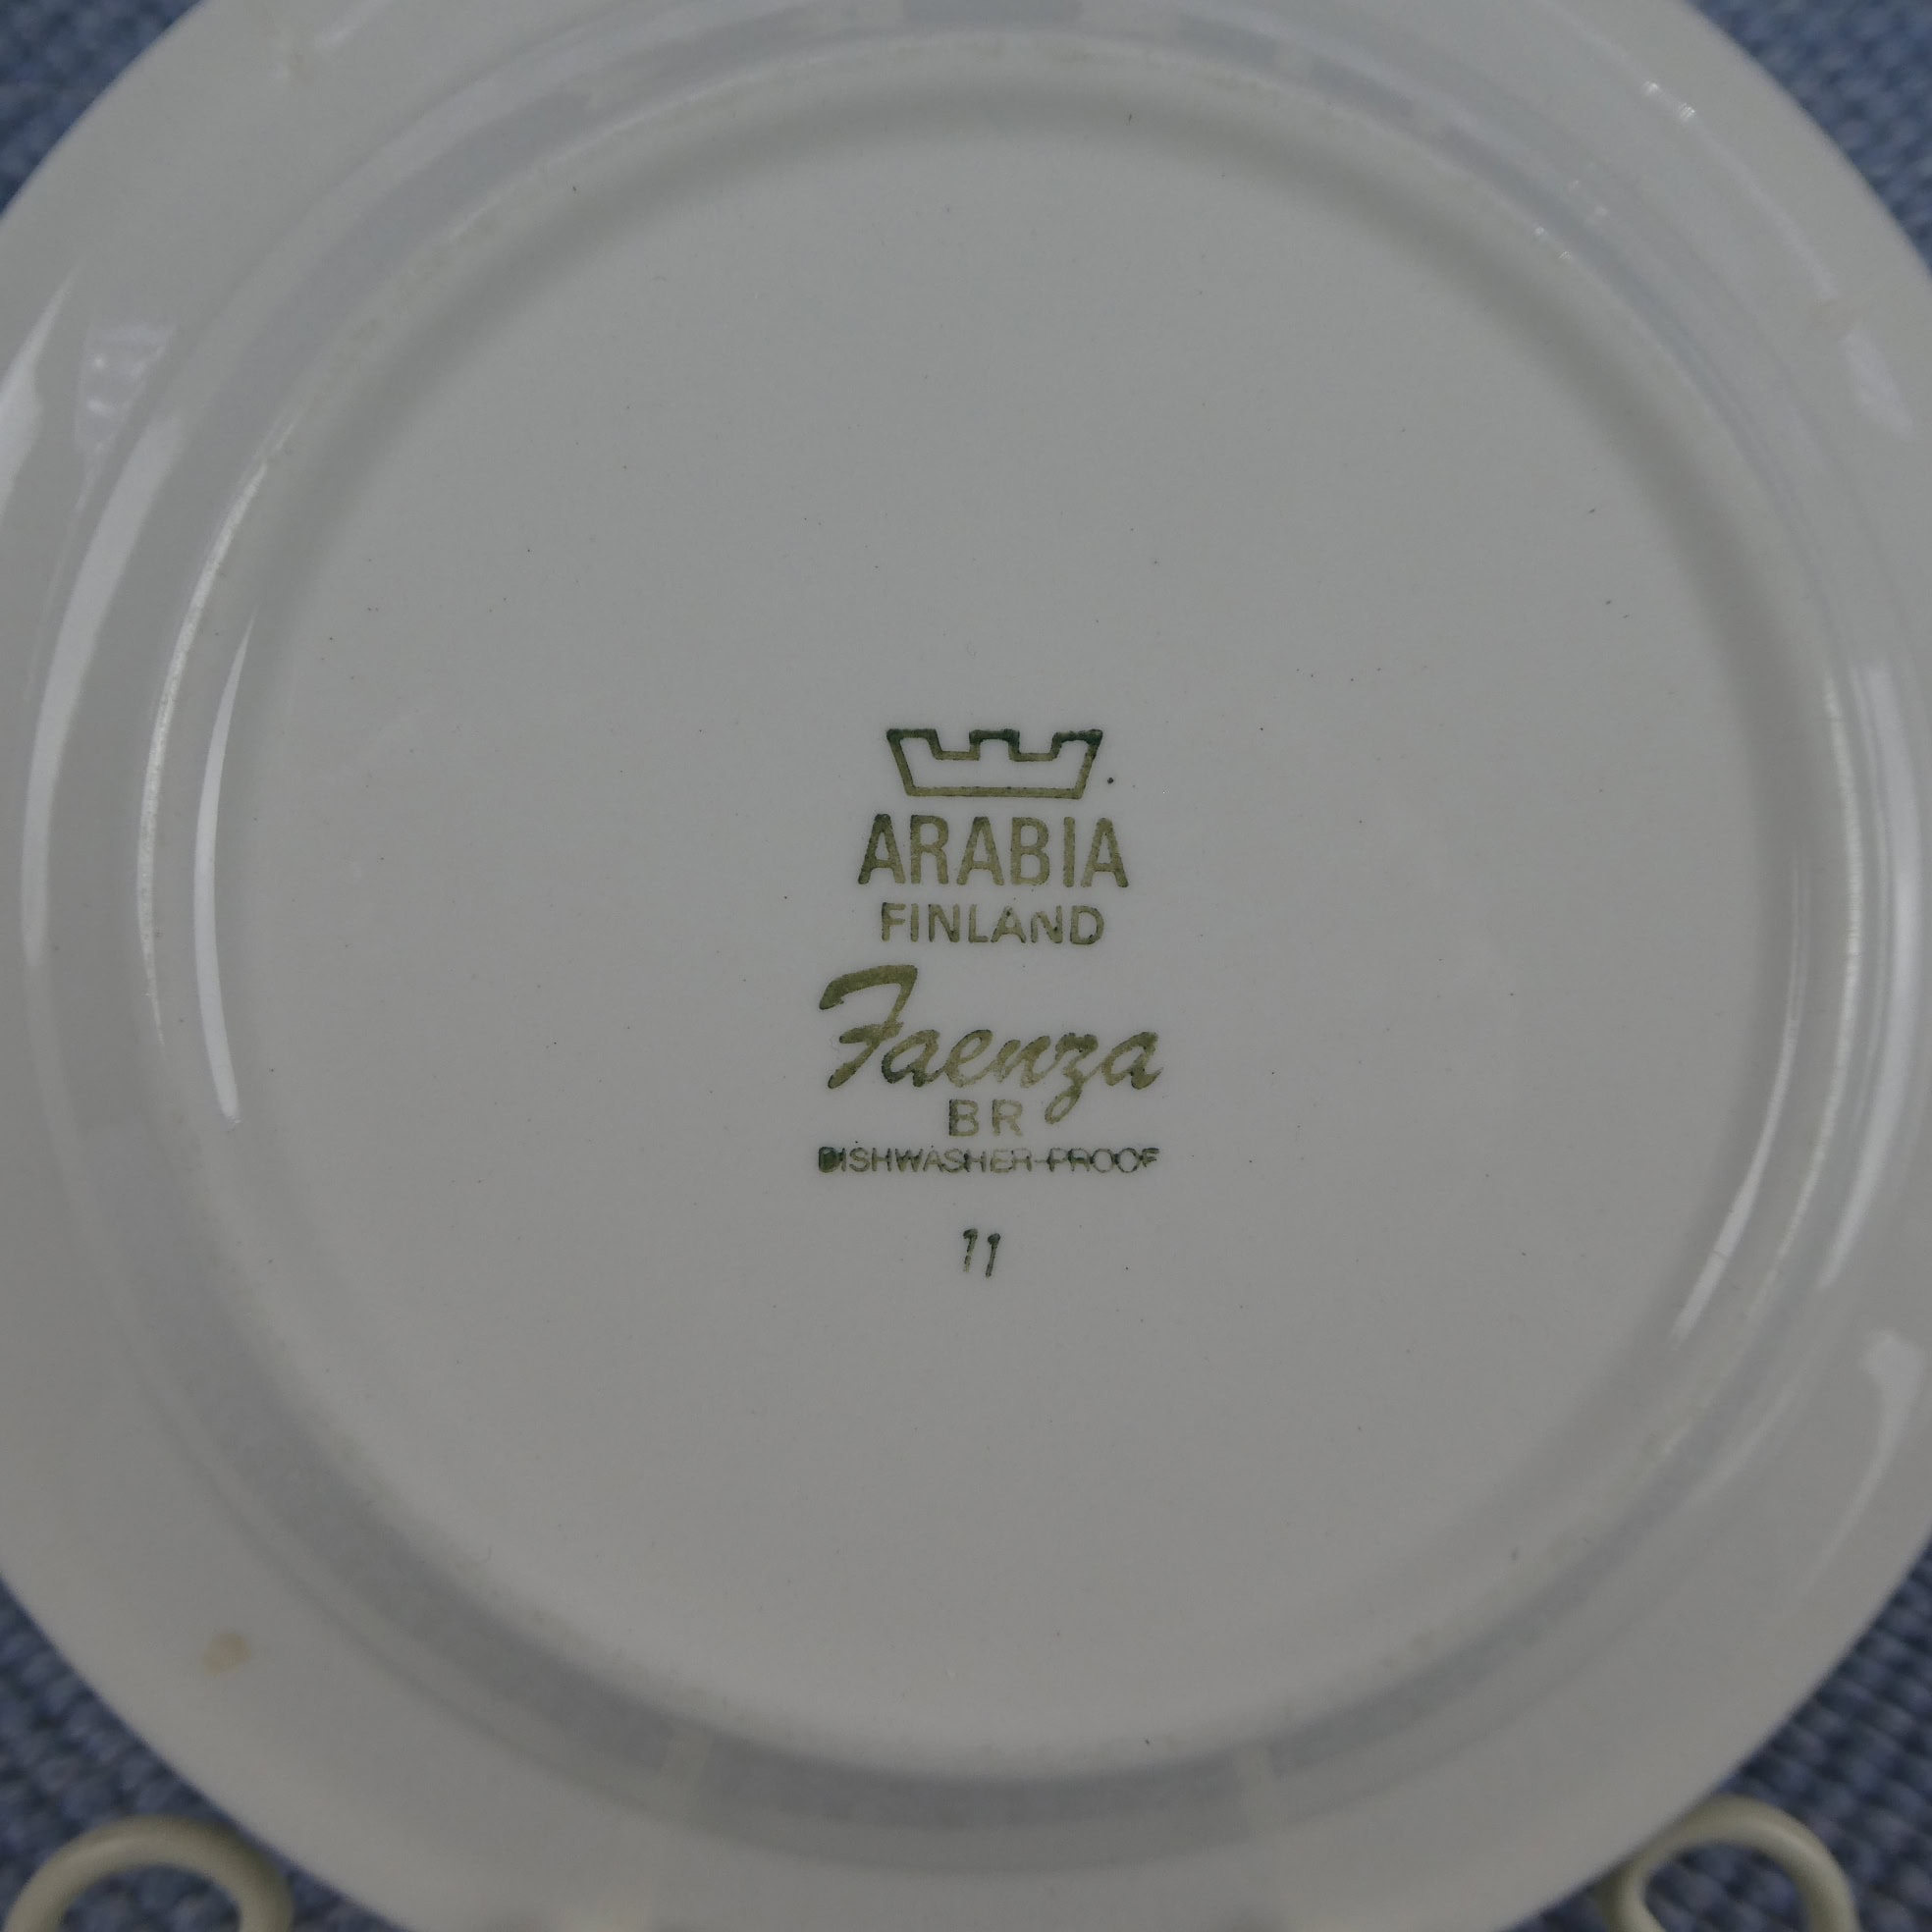 ARABIA
FINLAND
Faenza
BR
DISHWASHER-PROOF
11